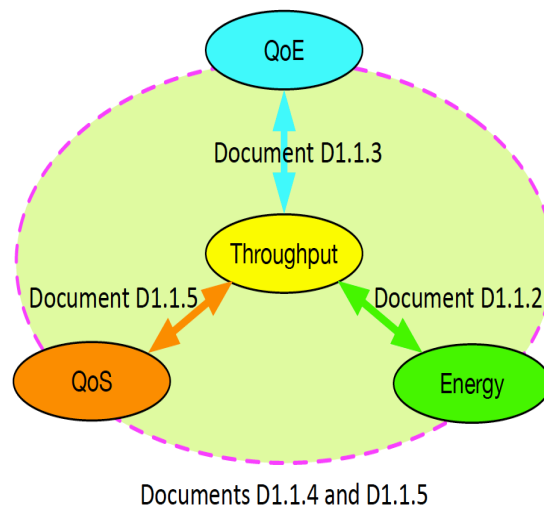 QoE
Document D1.1.3
Throughput
Document D1.1.5
Document D1.1.2
QoS
Energy
Documents D1.1.4 and D1.1.5